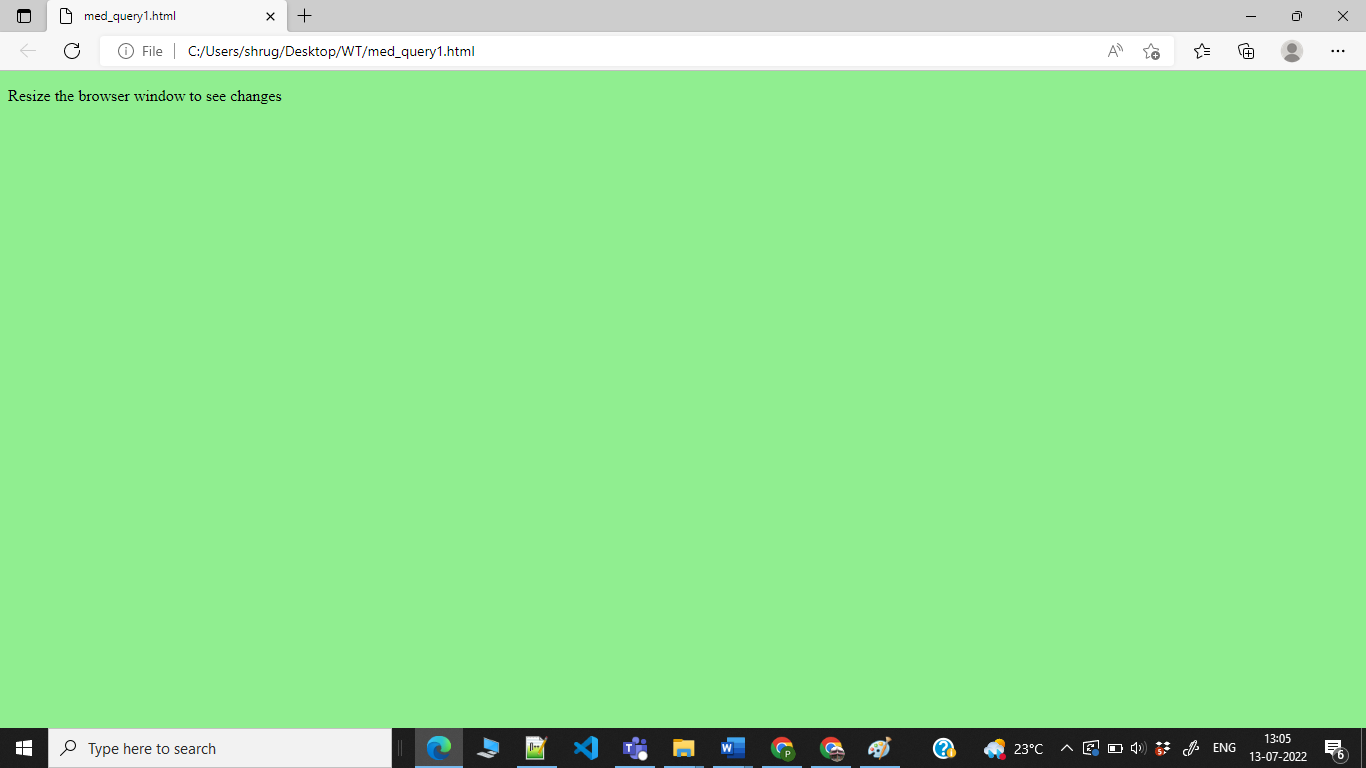 med_query1.html
File
C:/Users/shrug/Desktop/WT/med_query1.html
Resize the browser window to see changes
Type here to search
23°C
ENG
13:05
13-07-2022
6